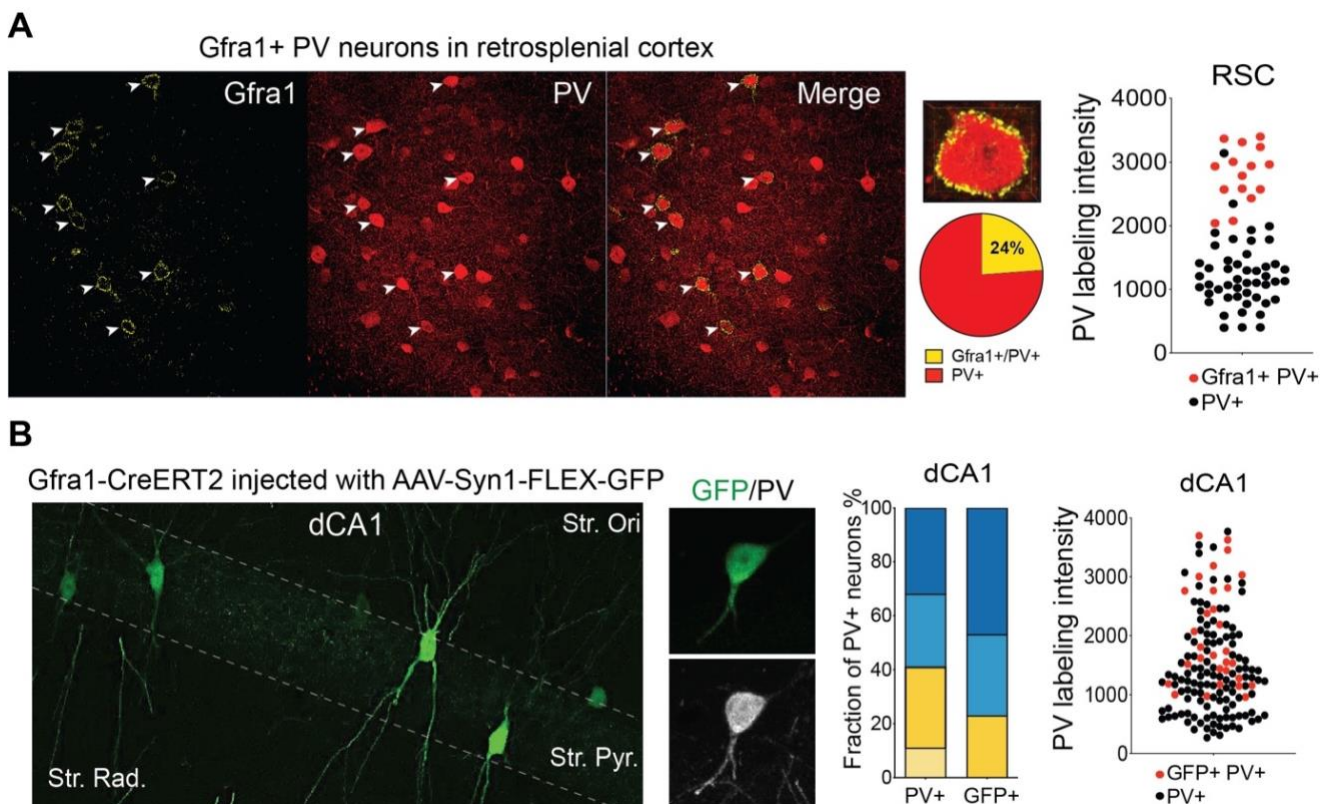 A
Gfra1+ PV neurons in retrosplenial cortex
Gfra1
PV
Merge
24%
Gfra1+/PV+
PV+
RSC
PV labeling intensity
4000
3000
2000
1000
0
Gfra1+ PV+
PV+
B
Gfra1-CreERT2 injected with AAV-Syn1-FLEX-GFP
dCA1
Str. Ori
Str. Pyr.
Str. Rad.
GFP/PV
dCA1
Fraction of PV+ neurons %
100
80
60
40
20
0
PV+ GFP+
dCA1
PV labeling intensity
4000
3000
2000
1000
0
GFP+ PV+
PV+